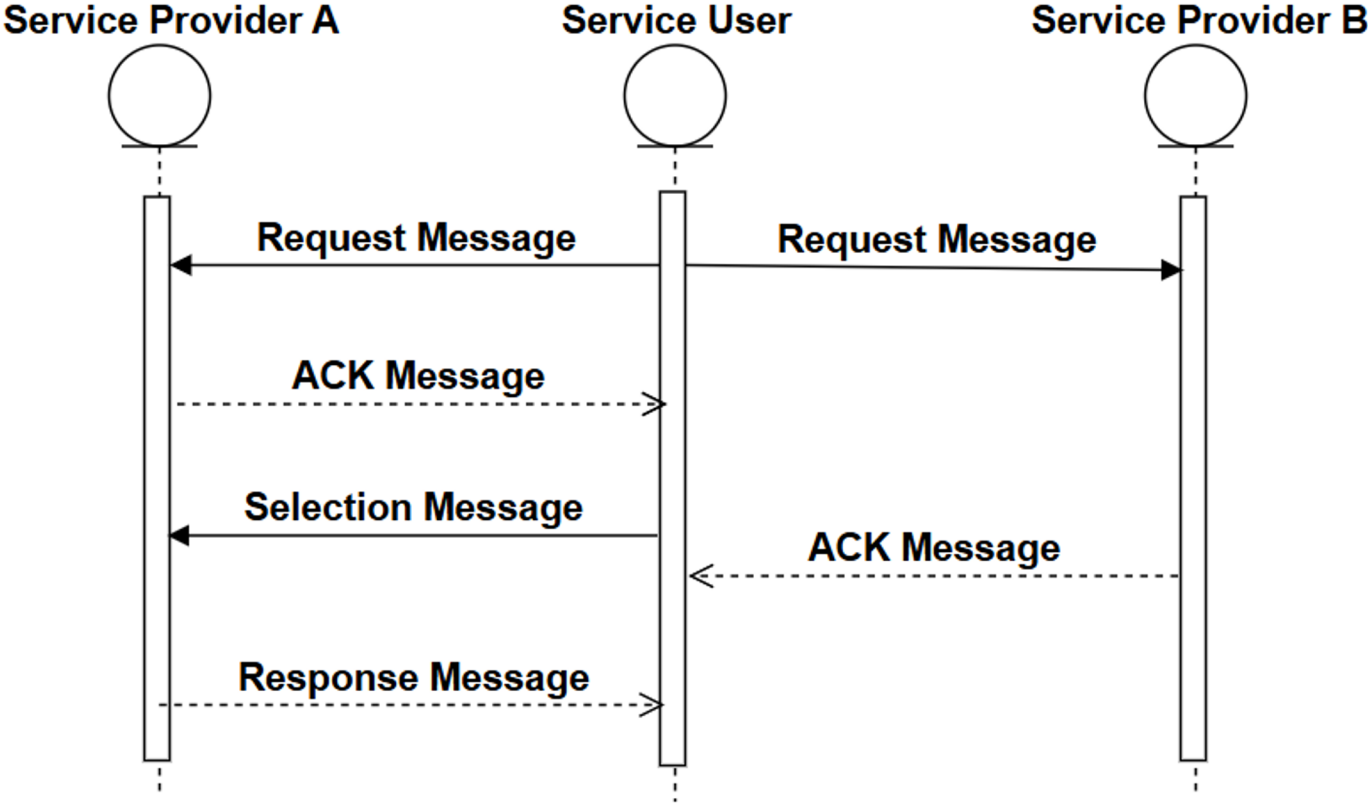 Service Provider A
Service User
Service Provider B
Request Message
Request Message
ACK Message
Selection Message
ACK Message
Response Message